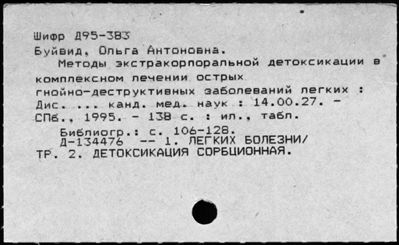 Шифр Д95-383
Буйвид, Ольга Антоновна.
Методы экстракорпоральной детоксикации в
комплексном лечении острых
гнойно-деструктивных заболеваний легких :
Дис. ... канд. мед. наук : 14.00.27. -
СПб., 1995. - 138 с. : ил., табл.
Библиогр.: с. 106-128.
Д-134476 -- 1. ЛЕГКИХ БОЛЕЗНИ/
ТР. 2. ДЕТОКСИКАЦИЯ СОРБЦИОННАЯ.